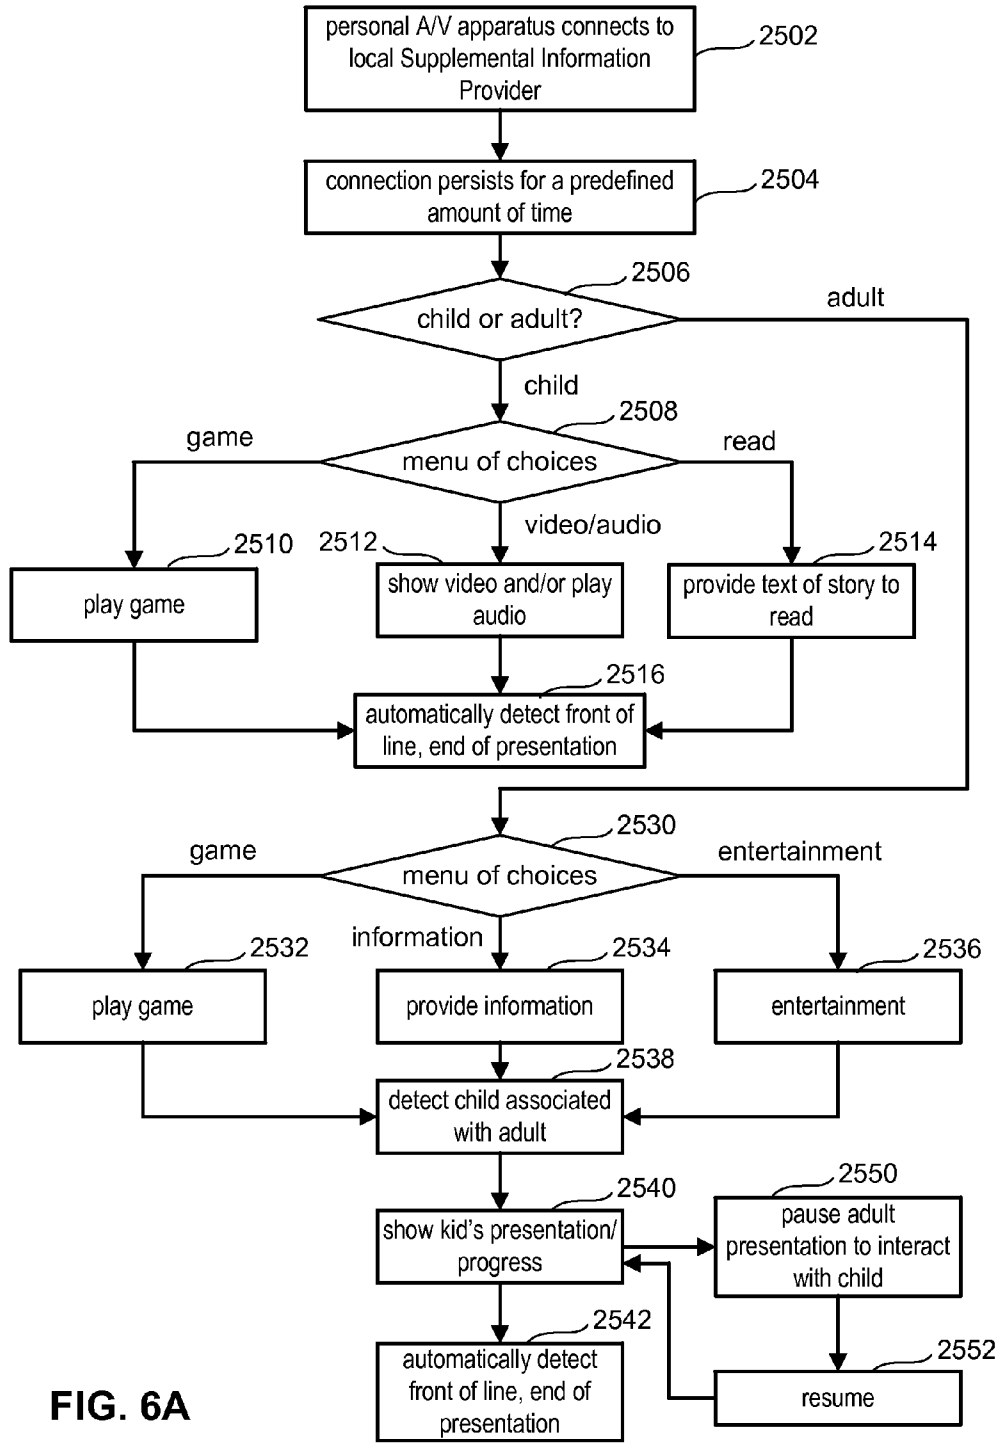 personal A/V apparatus connects to
local Supplemental Information
Provider
2502
connection persists for a predefined
amount of time
2504
2506
child or adult?
adult
child
2508
game
menu of choices
read
video/audio
2510
2512
2514
play game
show video and/or play
audio
provide text of story to
read
2516
automatically detect front of
line, end of presentation
2530
game
menu of choices
entertainment
information
2532
2534
2536
play game
provide information
entertainment
2538
detect child associated
with adult
2540
2550
show kid's presentation/
progress
pause adult
presentation to interact
with child
2542
2552
automatically detect
front of line, end of
presentation
resume
FIG. 6A